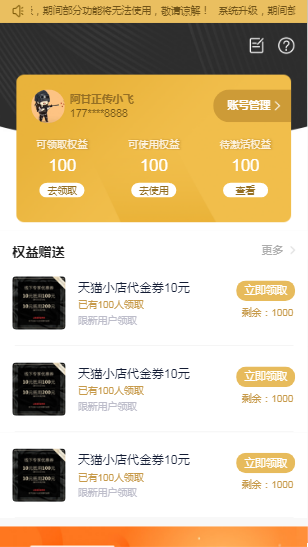 ，期间部分功能将无法使用，敬请谅解！ 系统升级，期间部
阿甘正传小飞
177****8888
账号管理
可领取权益 可使用权益 待激活权益
100 100 100
去领取 去使用 查看
权益赠送 更多
天猫小店代金券10元
已有100人领取
限新用户领取
立即领取
剩余：1000
天猫小店代金券10元
已有100人领取
限新用户领取
立即领取
剩余：1000
天猫小店代金券10元
已有100人领取
限新用户领取
立即领取
剩余：1000